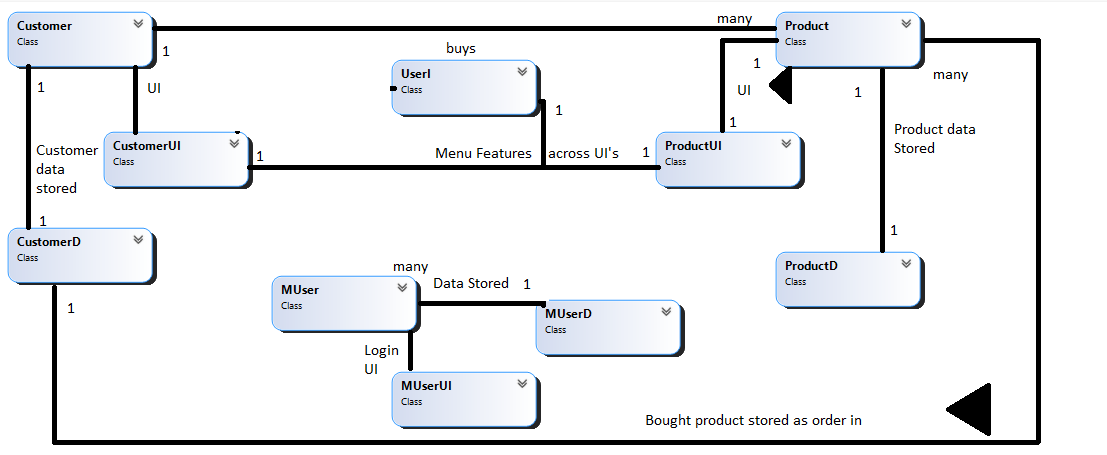 Customer
Class
many
Product
Class
1
buys
UserI
Class
1
many
1
UI
1
UI
1
1
1
Product data
Stored
CustomerUI
Class
1
Menu Features
across UI's
1
ProductUI
Class
Customer
data
stored
1
1
CustomerD
Class
ProductD
Class
many
Data Stored
1
MUser
Class
MUserD
Class
1
Login
UI
MUserUI
Class
Bought product stored as order in